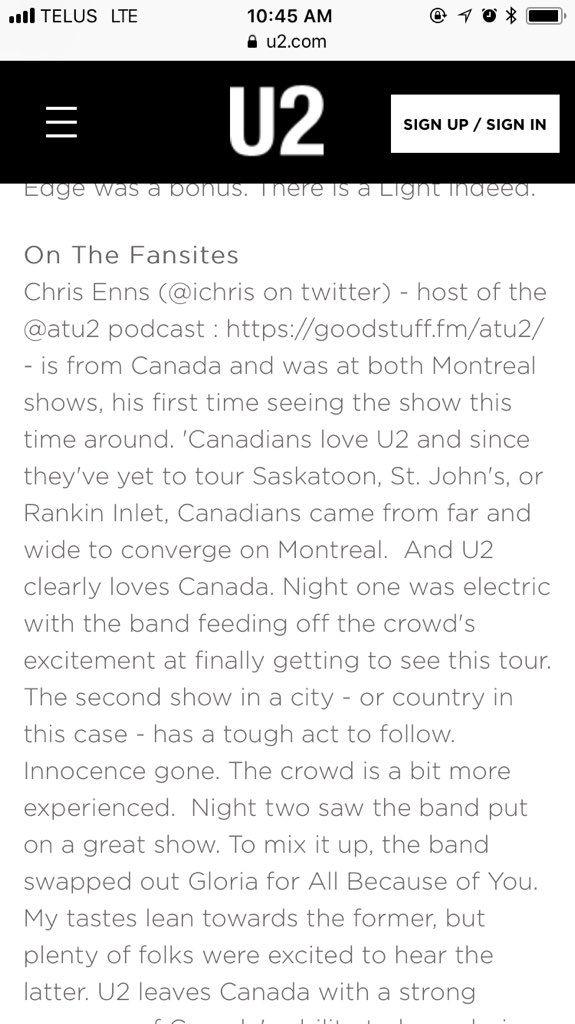 TELUS LTE 10:45 AM
u2.com
U2
SIGN UP / SIGN IN
Edge was a bonus. There is a Light indeed.
On The Fansites
Chris Enns (@ichris on twitter) - host of the
@atu2 podcast : https://goodstuff.fm/atu2/
- is from Canada and was at both Montreal
shows, his first time seeing the show this
time around. 'Canadians love U2 and since
they've yet to tour Saskatoon, St. John's, or
Rankin Inlet, Canadians came from far and
wide to converge on Montreal.  And U2
clearly loves Canada. Night one was electric
with the band feeding off the crowd's
excitement at finally getting to see this tour.
The second show in a city - or country in
this case - has a tough act to follow.
Innocence gone. The crowd is a bit more
experienced.  Night two saw the band put
on a great show. To mix it up, the band
swapped out Gloria for All Because of You.
My tastes lean towards the former, but
plenty of folks were excited to hear the
latter. U2 leaves Canada with a strong